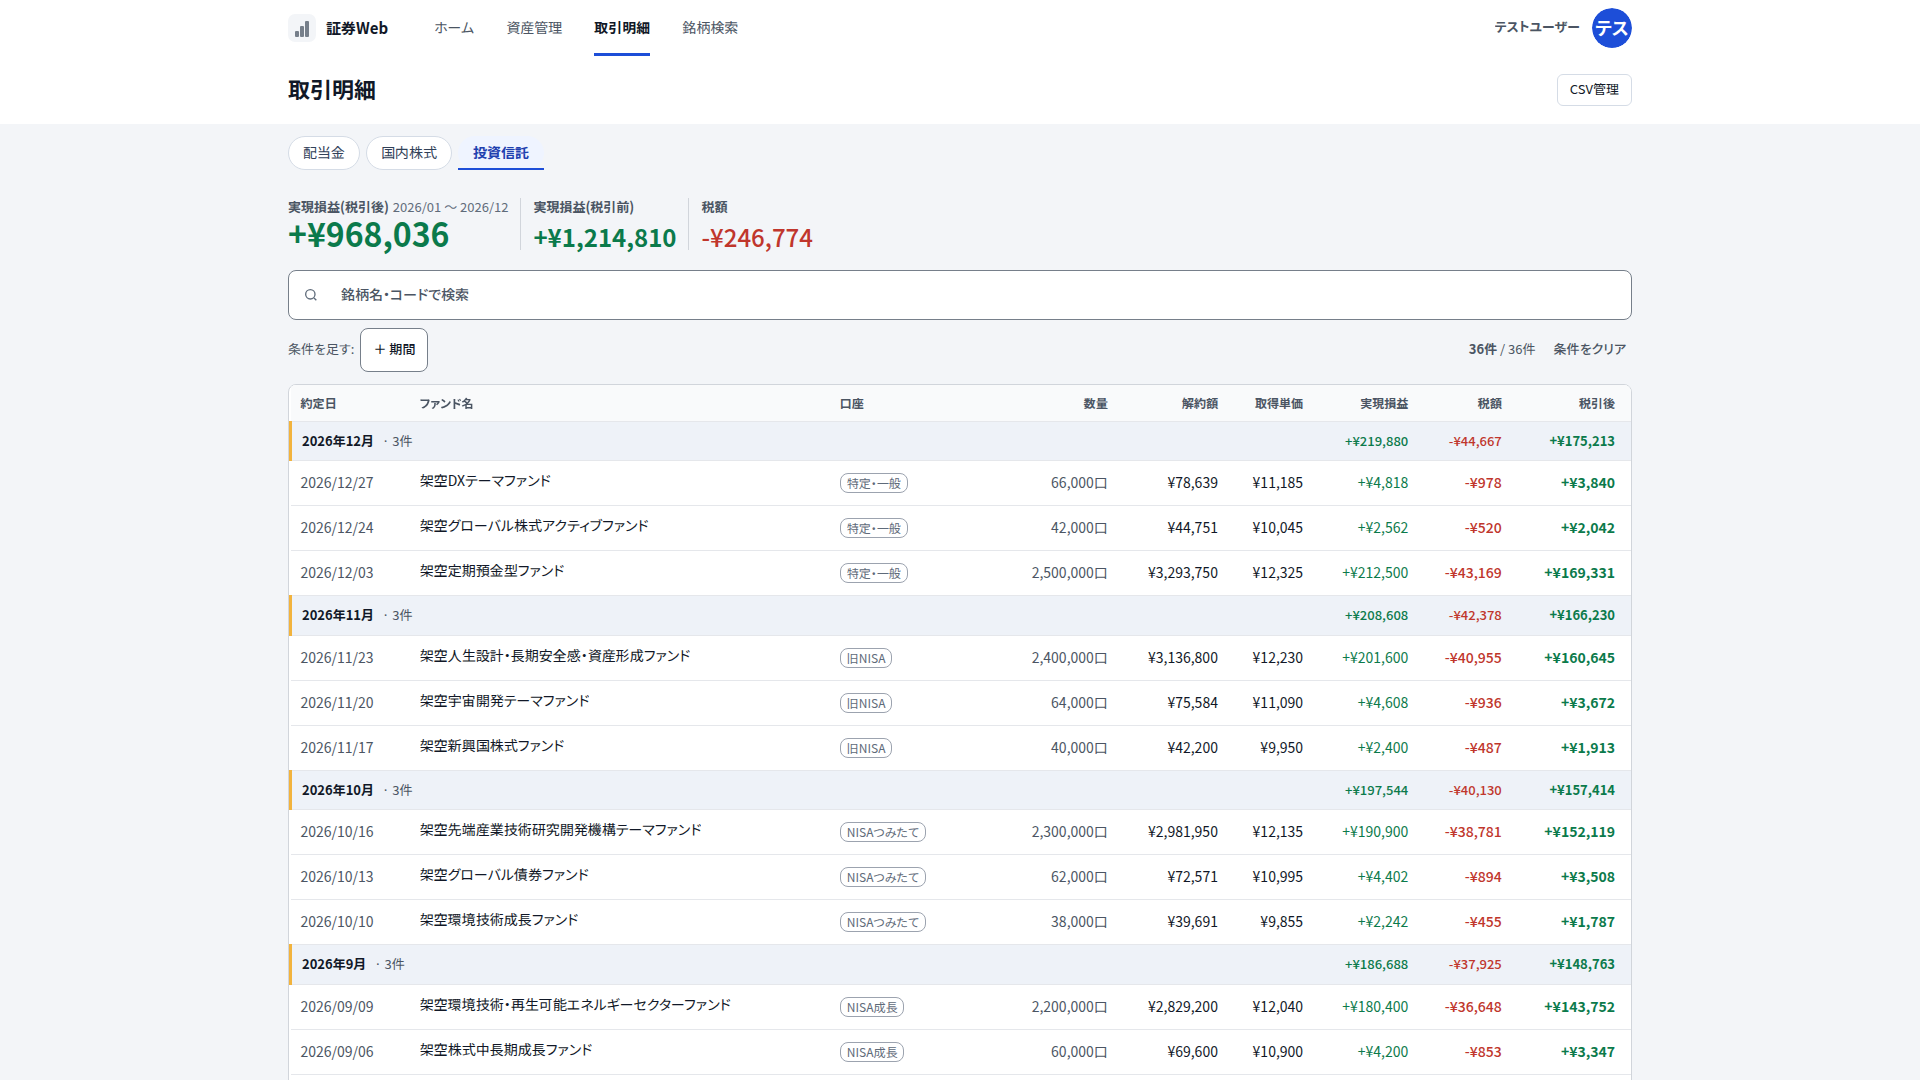 証券Web ホーム 資産管理 取引明細 銘柄検索 テストユーザー テス
取引明細 CSV管理
配当金 国内株式 投資信託
実現損益(税引後) 2026/01 〜 2026/12 実現損益(税引前) 税額
+¥968,036 +¥1,214,810 -¥246,774
銘柄名・コードで検索
条件を足す: ＋ 期間 36件 / 36件 条件をクリア
約定日 ファンド名 口座 数量 解約額 取得単価 実現損益 税額 税引後
2026年12月 · 3件 +¥219,880 -¥44,667 +¥175,213
2026/12/27 架空DXテーマファンド 特定・一般 66,000口 ¥78,639 ¥11,185 +¥4,818 -¥978 +¥3,840
2026/12/24 架空グローバル株式アクティブファンド 特定・一般 42,000口 ¥44,751 ¥10,045 +¥2,562 -¥520 +¥2,042
2026/12/03 架空定期預金型ファンド 特定・一般 2,500,000口 ¥3,293,750 ¥12,325 +¥212,500 -¥43,169 +¥169,331
2026年11月 · 3件 +¥208,608 -¥42,378 +¥166,230
2026/11/23 架空人生設計・長期安全感・資産形成ファンド 旧NISA 2,400,000口 ¥3,136,800 ¥12,230 +¥201,600 -¥40,955 +¥160,645
2026/11/20 架空宇宙開発テーマファンド 旧NISA 64,000口 ¥75,584 ¥11,090 +¥4,608 -¥936 +¥3,672
2026/11/17 架空新興国株式ファンド 旧NISA 40,000口 ¥42,200 ¥9,950 +¥2,400 -¥487 +¥1,913
2026年10月 · 3件 +¥197,544 -¥40,130 +¥157,414
2026/10/16 架空先端産業技術研究開発機構テーマファンド NISAつみたて 2,300,000口 ¥2,981,950 ¥12,135 +¥190,900 -¥38,781 +¥152,119
2026/10/13 架空グローバル債券ファンド NISAつみたて 62,000口 ¥72,571 ¥10,995 +¥4,402 -¥894 +¥3,508
2026/10/10 架空環境技術成長ファンド NISAつみたて 38,000口 ¥39,691 ¥9,855 +¥2,242 -¥455 +¥1,787
2026年9月 · 3件 +¥186,688 -¥37,925 +¥148,763
2026/09/09 架空環境技術・再生可能エネルギーセクターファンド NISA成長 2,200,000口 ¥2,829,200 ¥12,040 +¥180,400 -¥36,648 +¥143,752
2026/09/06 架空株式中長期成長ファンド NISA成長 60,000口 ¥69,600 ¥10,900 +¥4,200 -¥853 +¥3,347